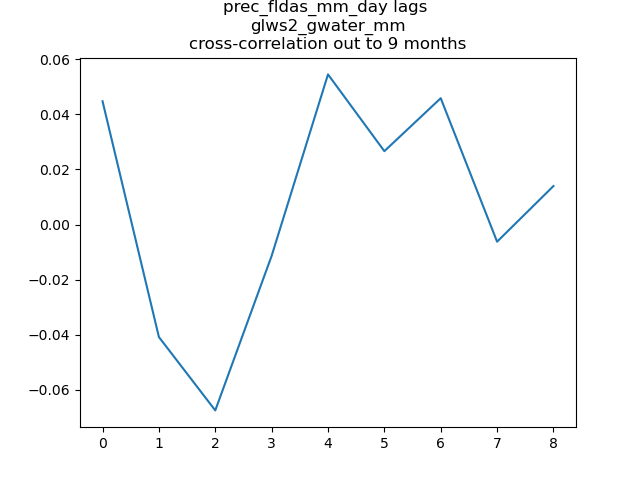 prec_fldas_mm_day lags
glws2_gwater_mm
cross-correlation out to 9 months
0.06
0.04
0.02
0.00
−0.02
−0.04
−0.06
0 1 2 3 4 5 6 7 8